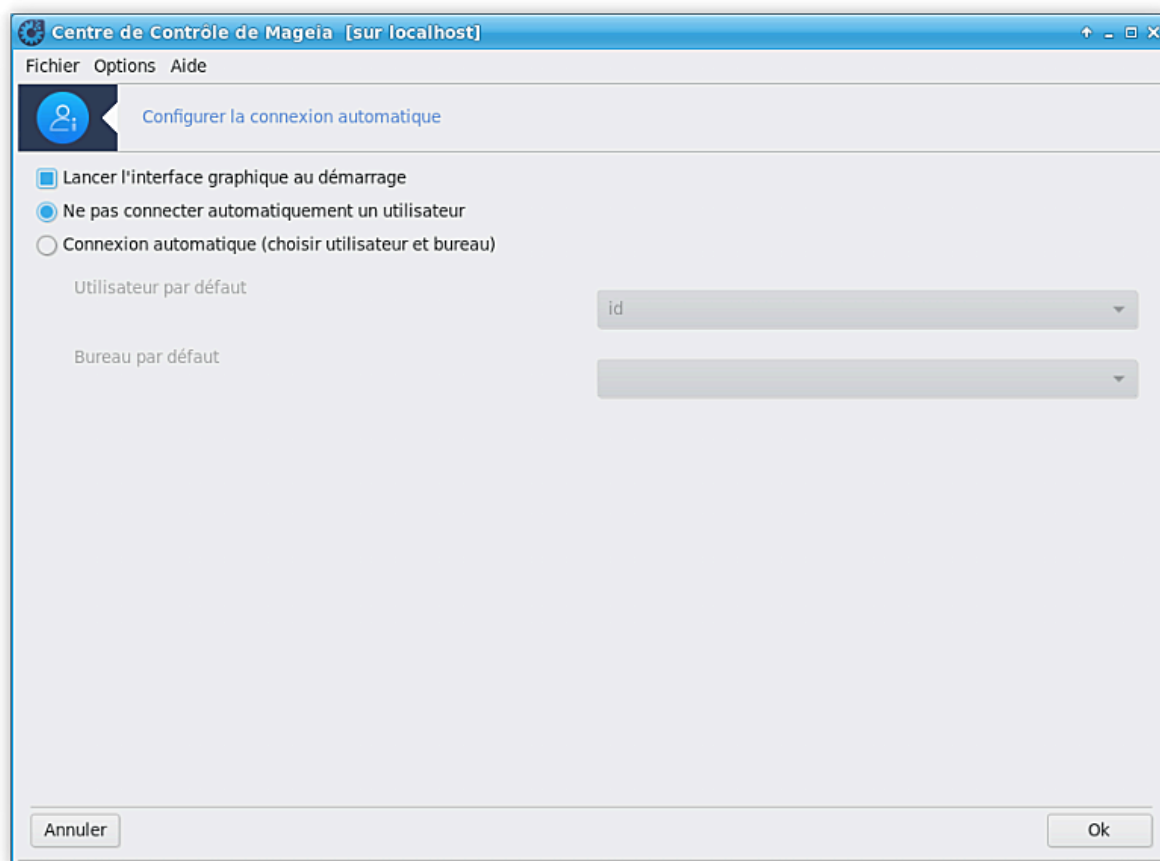 Centre de Contrôle de Mageia [sur localhost]
Fichier Options Aide
Configurer la connexion automatique
Lancer l'interface graphique au démarrage
Ne pas connecter automatiquement un utilisateur
Connexion automatique (choisir utilisateur et bureau)
Utilisateur par défaut
id
Bureau par défaut
Annuler Ok